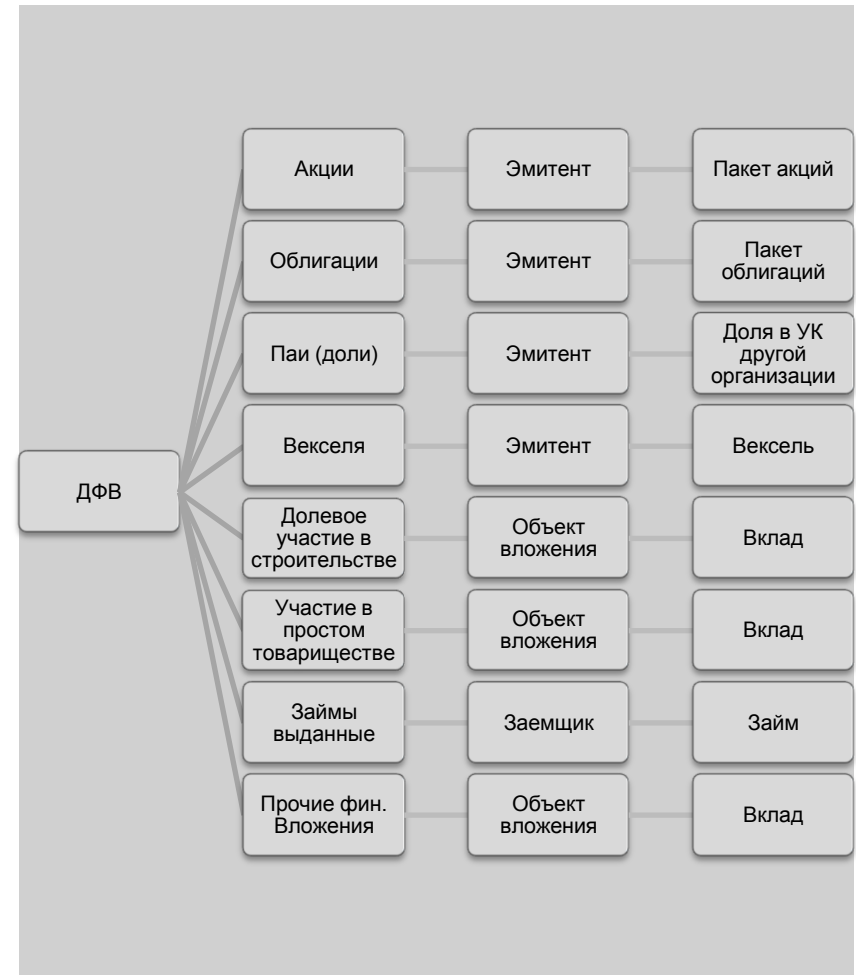 Акции
Эмитент
Пакет акций
Облигации
Эмитент
Пакет
облигаций
Паи (доли)
Эмитент
Доля в УК
другой
организации
Векселя
Эмитент
Вексель
ДФВ
Долевое
участие в
строительстве
Объект
вложения
Вклад
Участие в
простом
товариществе
Объект
вложения
Вклад
Займы
выданные
Заемщик
Займ
Прочие фин.
Вложения
Объект
вложения
Вклад